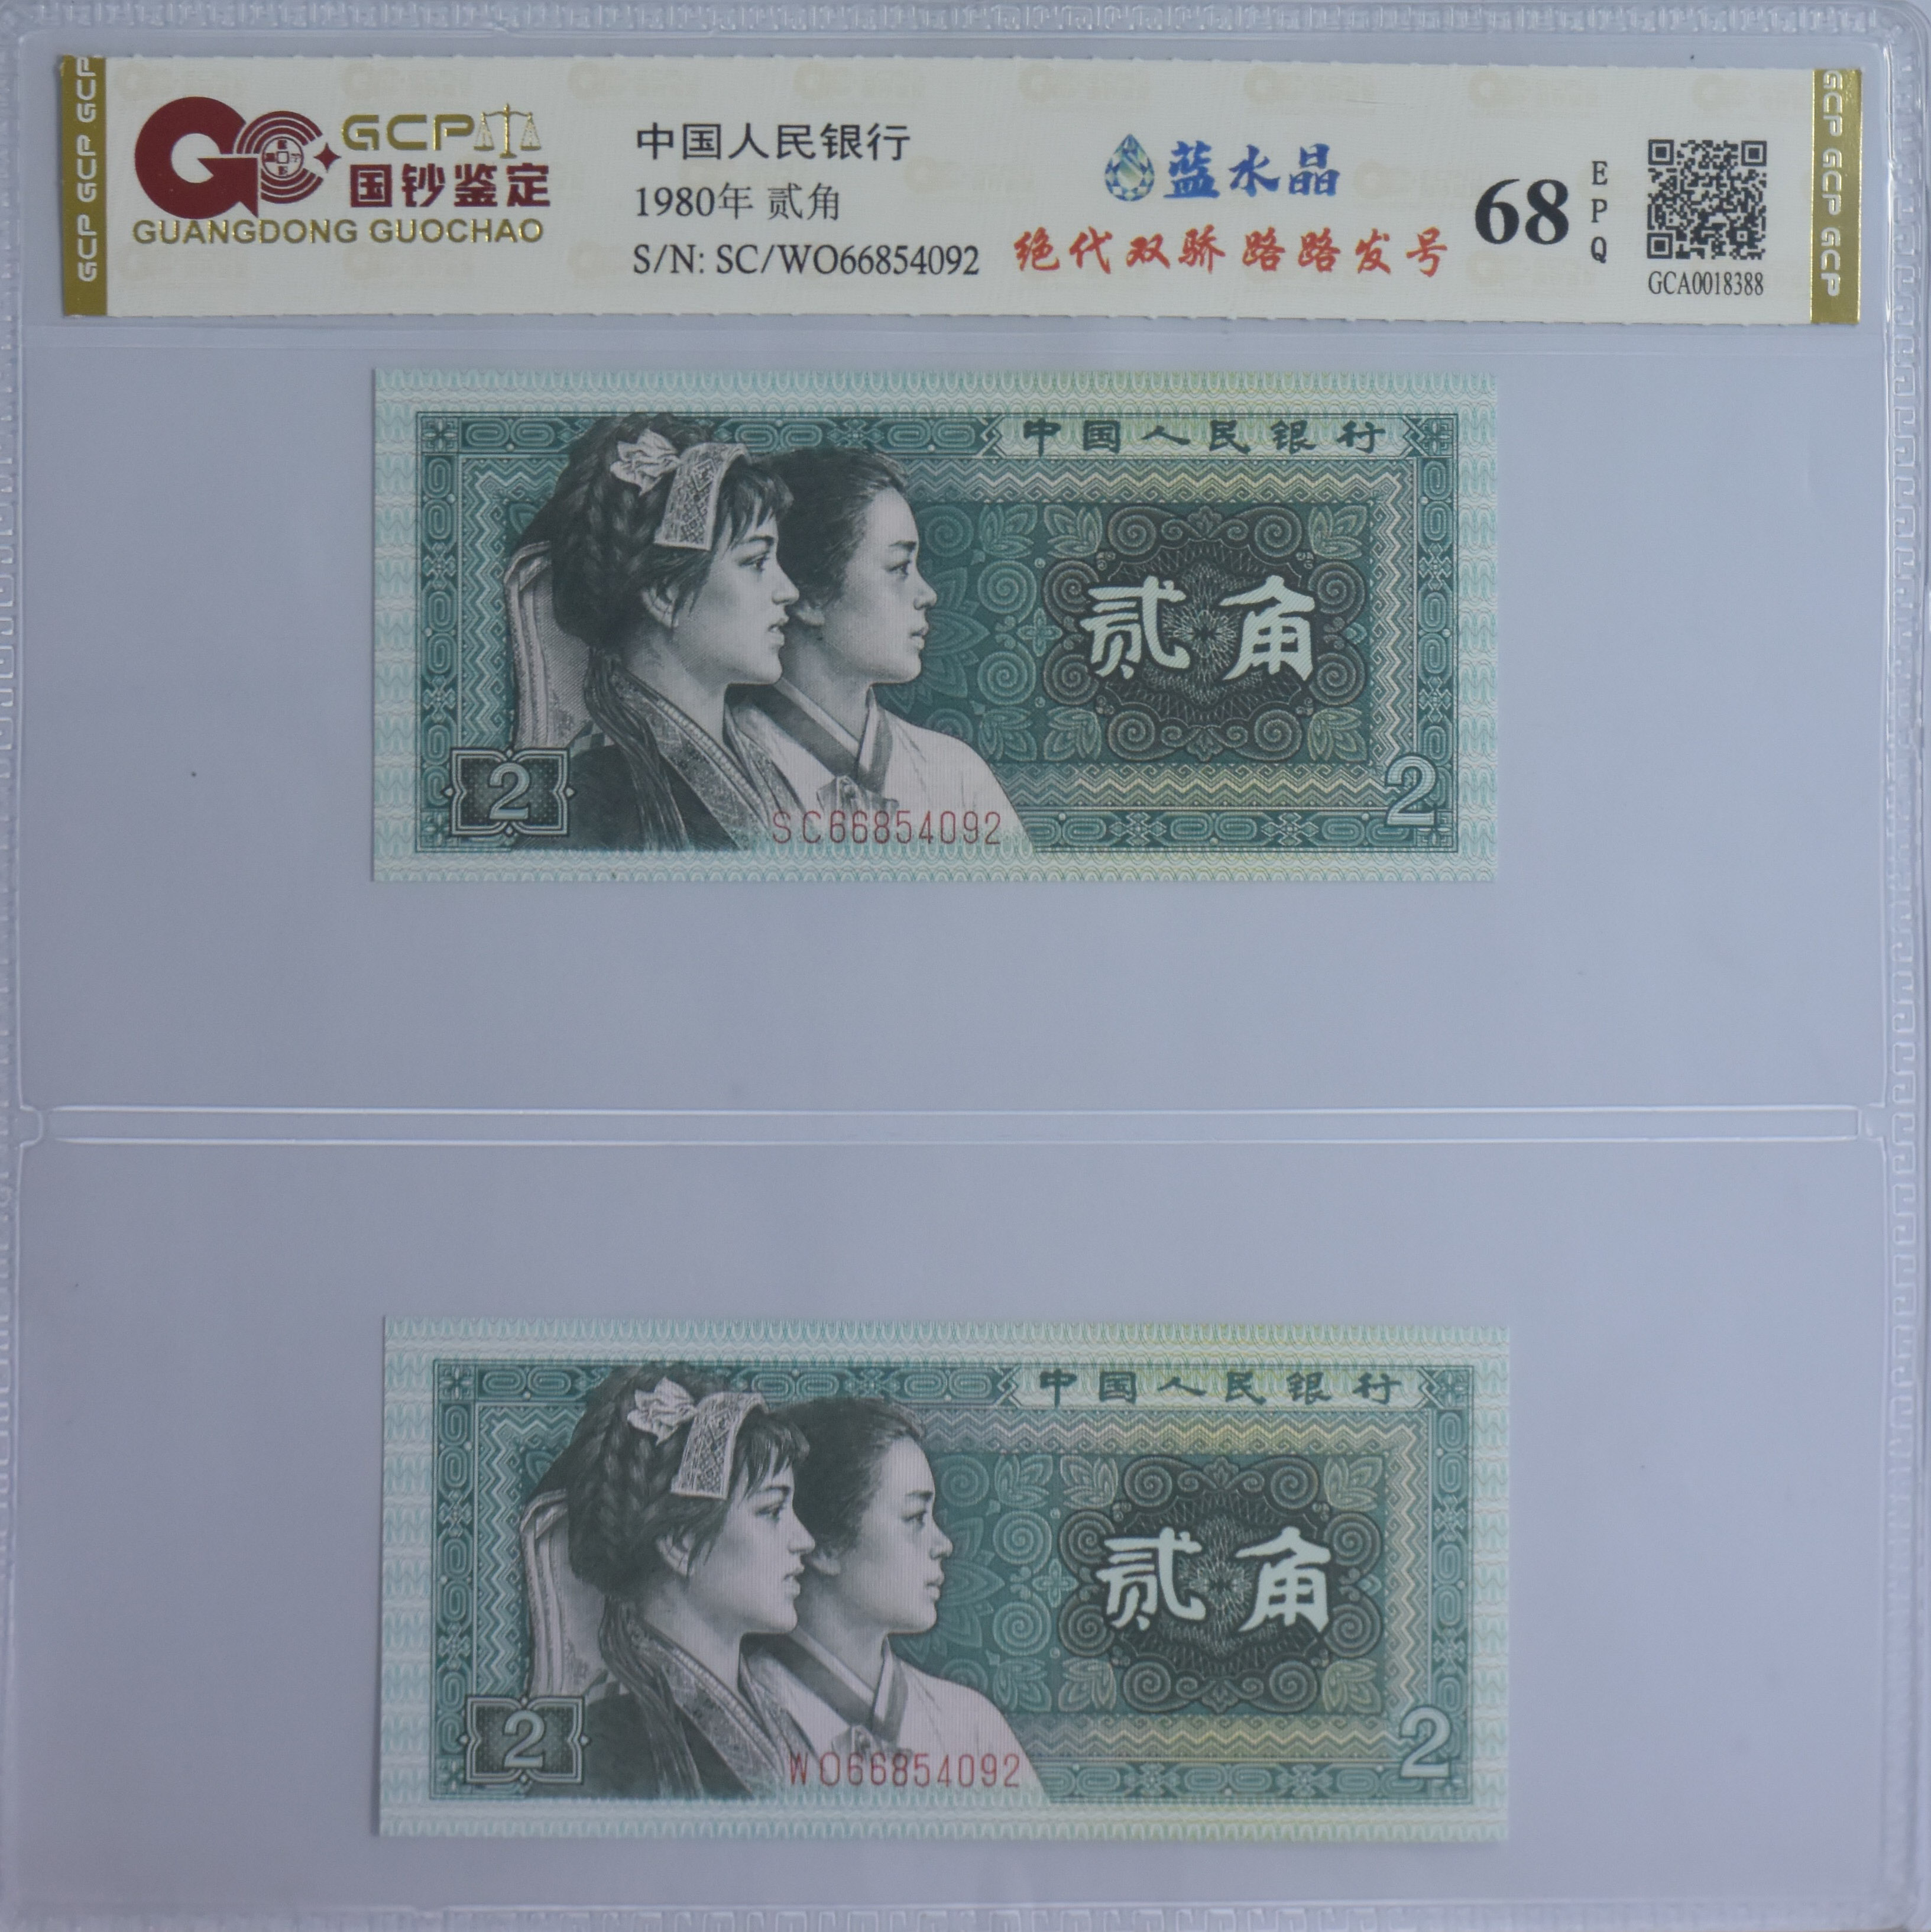 GCP GCP GCP
GCP
国钞鉴定
GUANGDONG GUOCHAO
中国人民银行
1980年 贰角
S/N: SC/WO66854092
蓝水晶
绝代双骄 路路发号
68
EPQ
GCA0018388
GCP GCP GCP
中国人民银行
贰角
2
SC66854092
2
中国人民银行
贰角
2
WO66854092
2